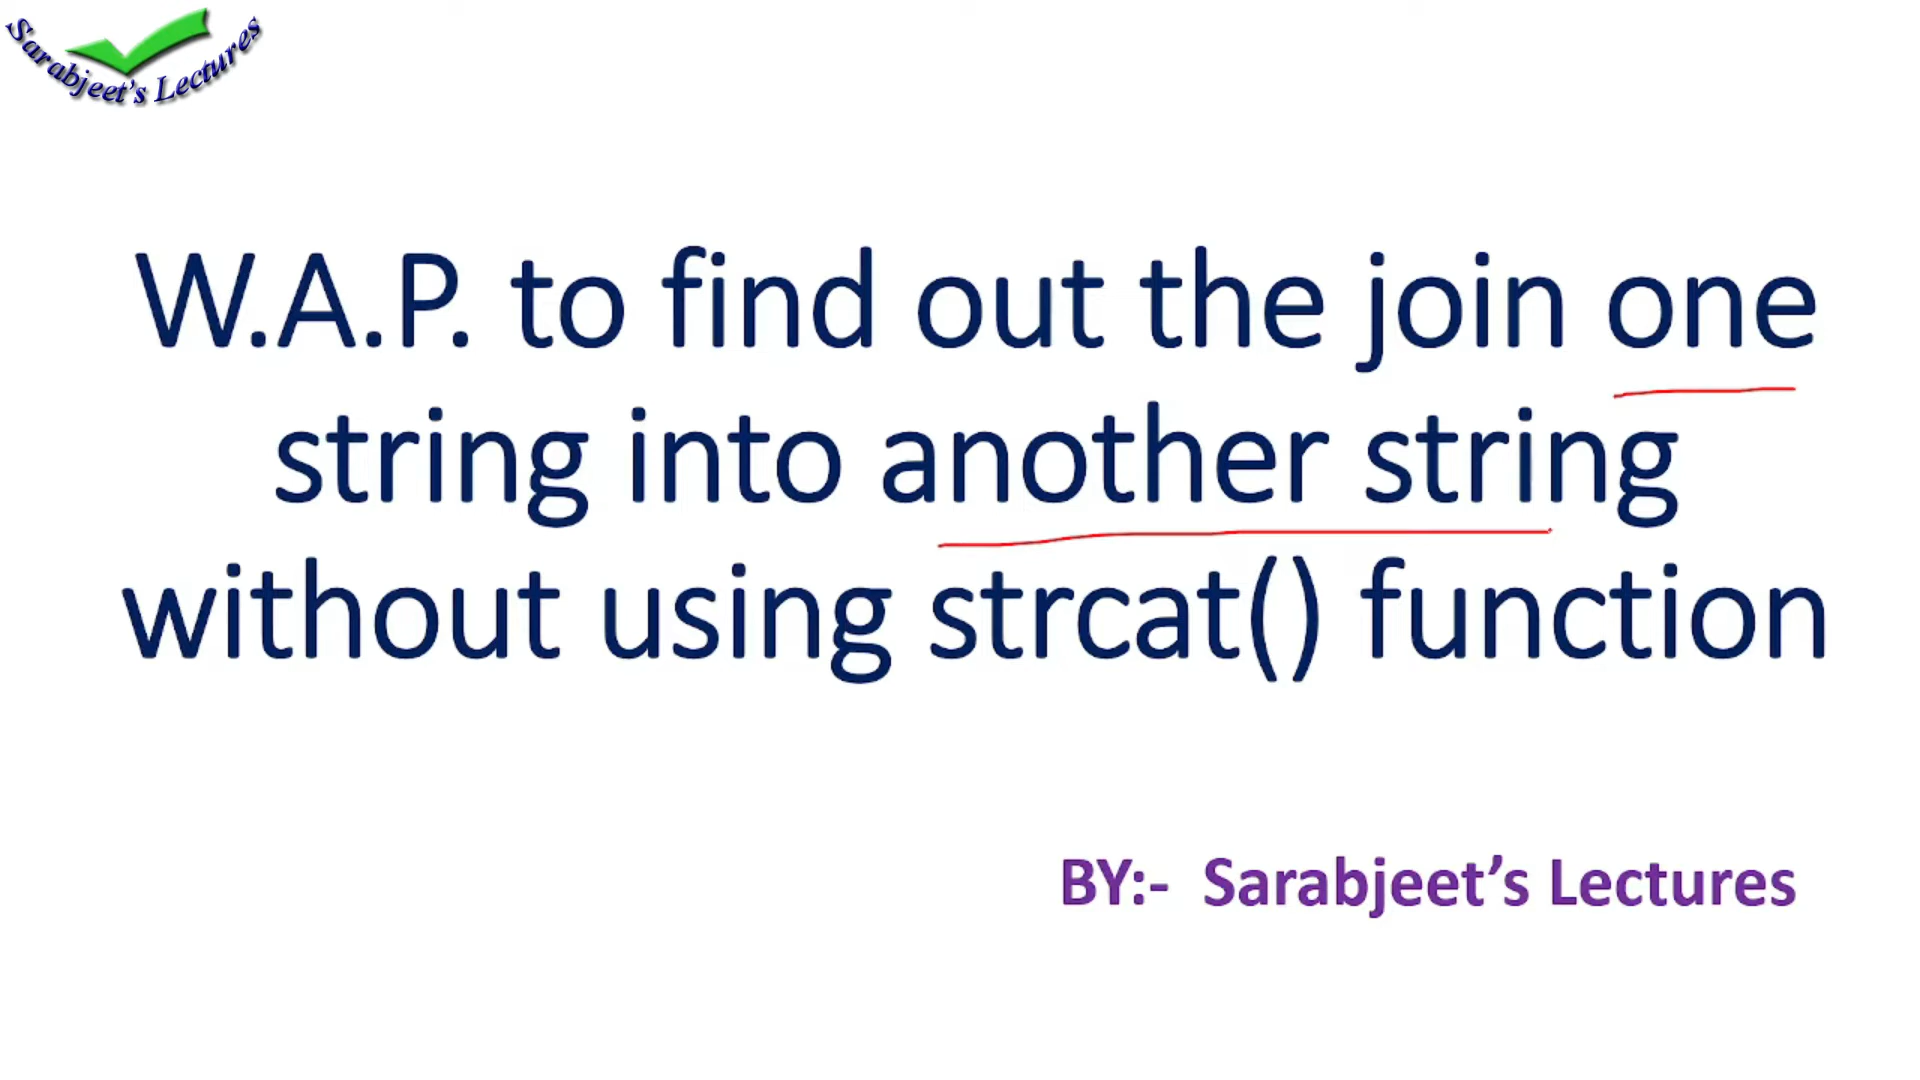 Sarabjeet's Lectures
W.A.P. to find out the join one
string into another string
without using strcat() function
BY:- Sarabjeet’s Lectures